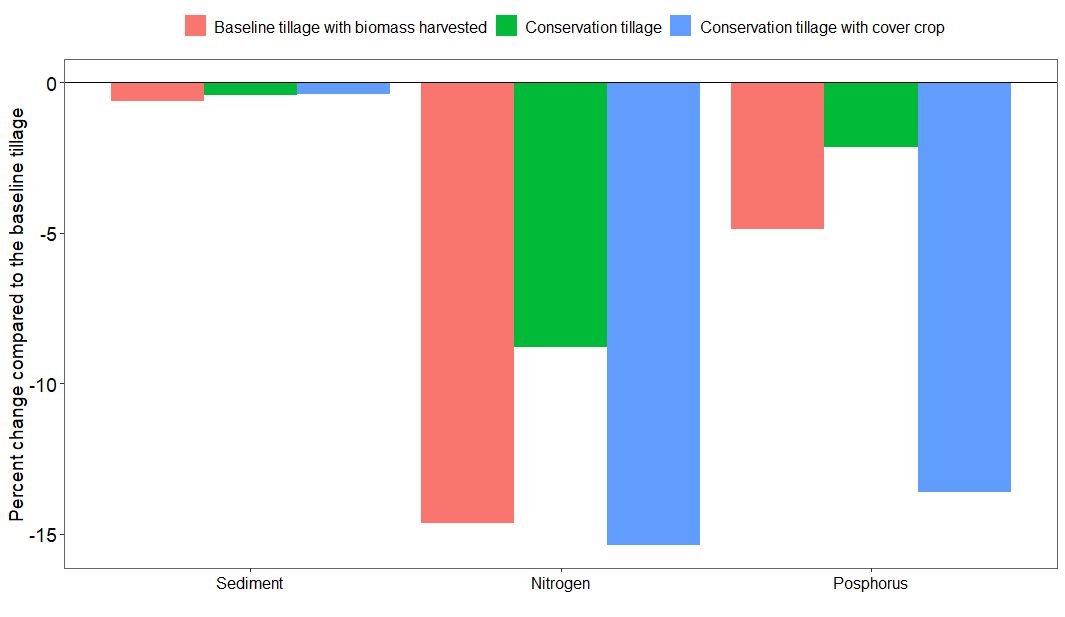 Baseline tillage with biomass harvested Conservation tillage Conservation tillage with cover crop
Percent change compared to the baseline tillage
0
-5
-10
-15
Sediment Nitrogen Posphorus